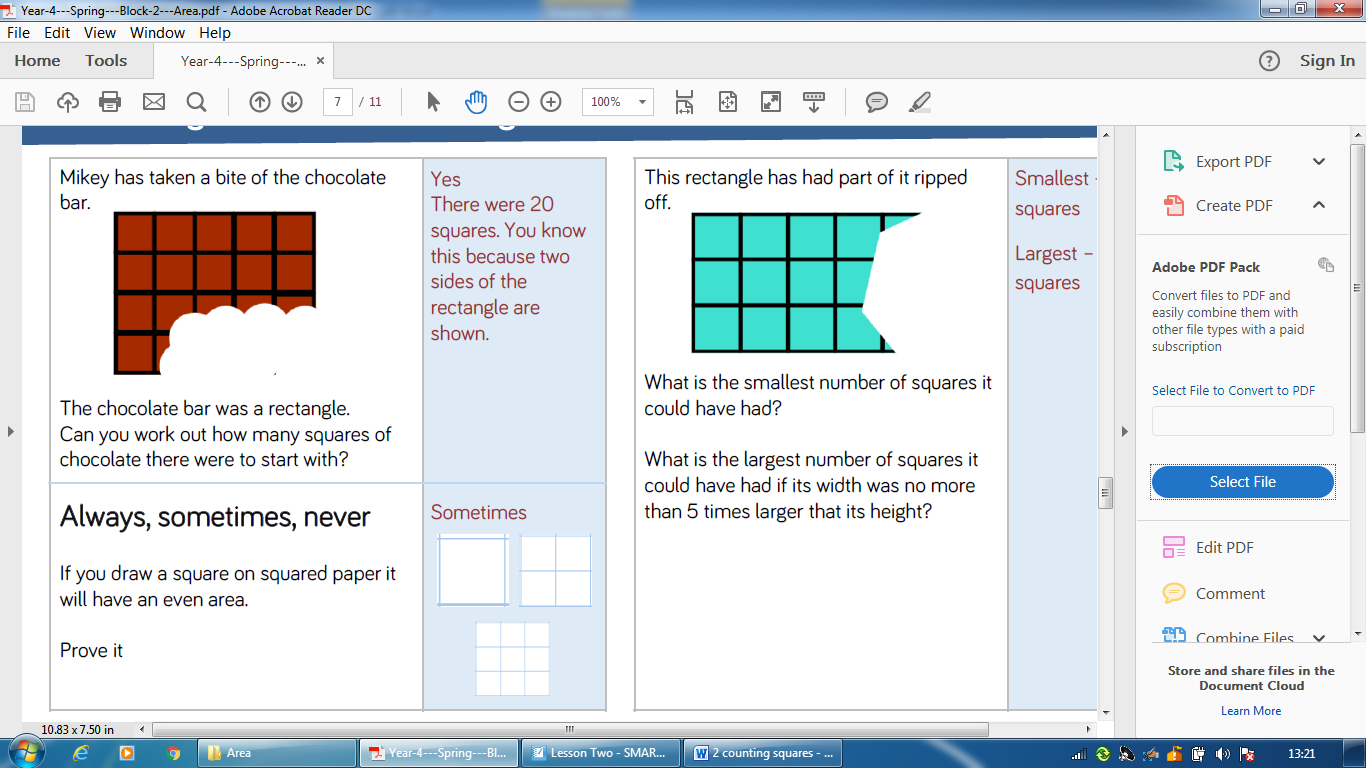 Year-4---Spring---Block-2---Area.pdf - Adobe Acrobat Reader DC
File Edit View Window Help
Home Tools Year-4---Spring---... × Sign In
7 / 11 100%
Mikey has taken a bite of the chocolate
bar.
The chocolate bar was a rectangle.
Can you work out how many squares of
chocolate there were to start with?
Yes
There were 20
squares. You know
this because two
sides of the
rectangle are
shown.
Always, sometimes, never
If you draw a square on squared paper it
will have an even area.
Prove it
Sometimes
This rectangle has had part of it ripped
off.
What is the smallest number of squares it
could have had?
What is the largest number of squares it
could have had if its width was no more
than 5 times larger that its height?
Smallest -
squares
Largest –
squares
Export PDF
Create PDF
Adobe PDF Pack
Convert files to PDF and
easily combine them with
other file types with a paid
subscription
Select File to Convert to PDF
Select File
Edit PDF
Comment
Combine Files
Store and share files in the
Document Cloud
Learn More
10.83 x 7.50 in
Area
Year-4---Spring---Bl...
Lesson Two - SMAR...
2 counting squares - ...
13:21